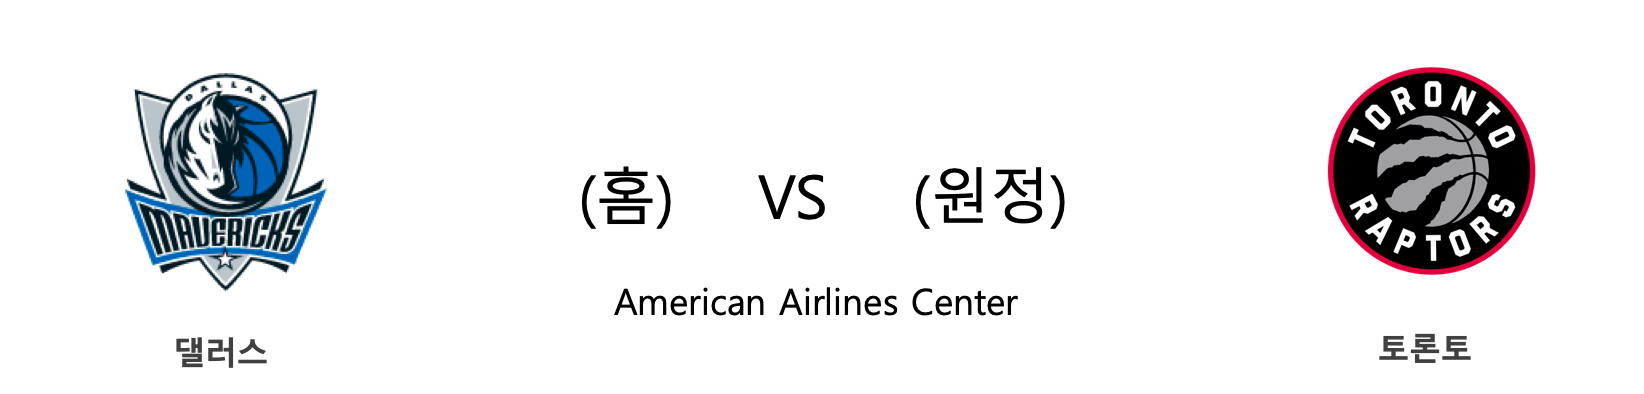 DALLAS
MAVERICKS
댈러스
(홈) VS (원정)
American Airlines Center
TORONTO
RAPTORS
토론토